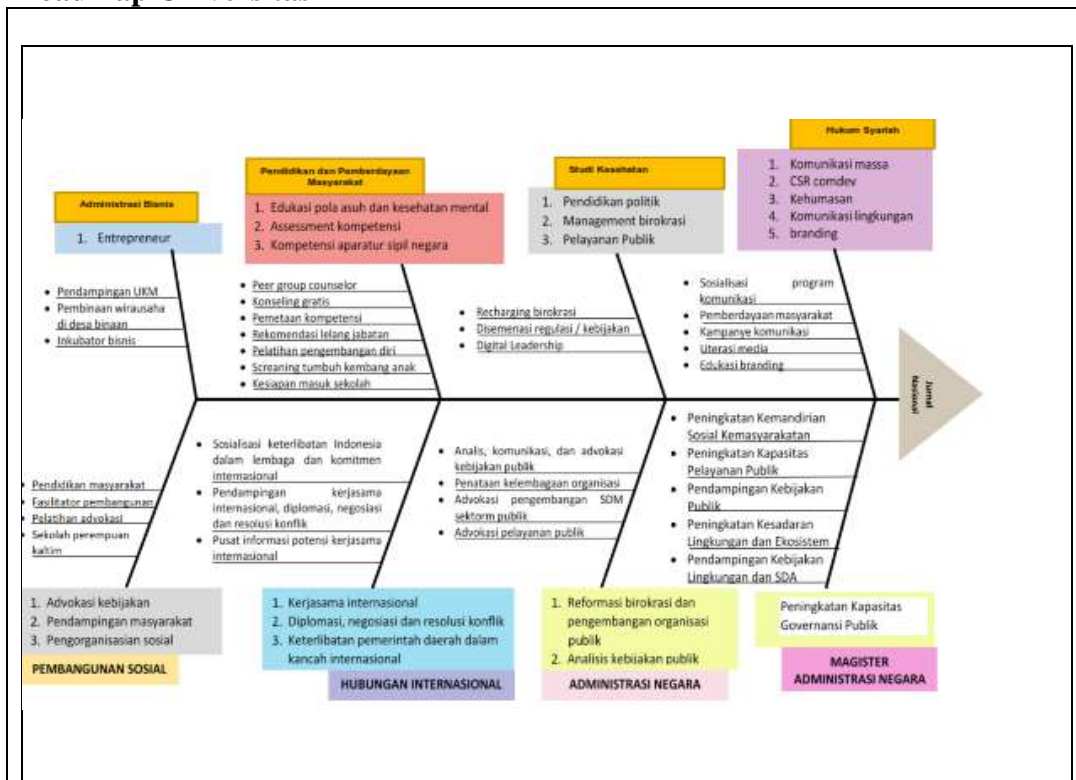 Hukum Syariah
1. Komunikasi massa
2. CSR comdev
3. Kehumasan
4. Komunikasi lingkungan
5. branding
Pendidikan dan Pemberdayaan
Masyarakat
1. Edukasi pola asuh dan kesehatan mental
2. Assessment kompetensi
3. Kompetensi aparatur sipil negara
Studi Kesehatan
1. Pendidikan politik
2. Management birokrasi
3. Pelayanan Publik
Administrasi Bisnis
1. Entrepreneur
• Pendampingan UKM
• Pembinaan wirausaha
di desa binaan
• Inkubator bisnis
• Peer group counselor
• Konseling gratis
• Pemetaan kompetensi
• Rekomendasi lelang jabatan
• Pelatihan pengembangan diri
• Screaning tumbuh kembang anak
• Kesiapan masuk sekolah
• Recharging birokrasi
• Disemenasi regulasi / kebijakan
• Digital Leadership
• Sosialisasi program
komunikasi
• Pemberdayaan masyarakat
• Kampanye komunikasi
• Literasi media
• Edukasi branding
Jurnal
Nasional
• Pendidikan masyarakat
• Fasilitator pembangunan
• Pelatihan advokasi
• Sekolah perempuan
kaltim
• Sosialisasi keterlibatan Indonesia
dalam lembaga dan komitmen
internasional
• Pendampingan kerjasama
internasional, diplomasi, negosiasi
dan resolusi konflik
• Pusat informasi potensi kerjasama
internasional
• Analis, komunikasi, dan advokasi
kebijakan publik
• Penataan kelembagaan organisasi
• Advokasi pengembangan SDM
sektorm publik
• Advokasi pelayanan publik
• Peningkatan Kemandirian
Sosial Kemasyarakatan
• Peningkatan Kapasitas
Pelayanan Publik
• Pendampingan Kebijakan
Publik
• Peningkatan Kesadaran
Lingkungan dan Ekosistem
• Pendampingan Kebijakan
Lingkungan dan SDA
1. Advokasi kebijakan
2. Pendampingan masyarakat
3. Pengorganisasian sosial
PEMBANGUNAN SOSIAL
1. Kerjasama internasional
2. Diplomasi, negosiasi dan resolusi konflik
3. Keterlibatan pemerintah daerah dalam
kancah internasional
HUBUNGAN INTERNASIONAL
1. Reformasi birokrasi dan
pengembangan organisasi
publik
2. Analisis kebijakan publik
ADMINISTRASI NEGARA
Peningkatan Kapasitas
Governansi Publik
MAGISTER
ADMINISTRASI NEGARA